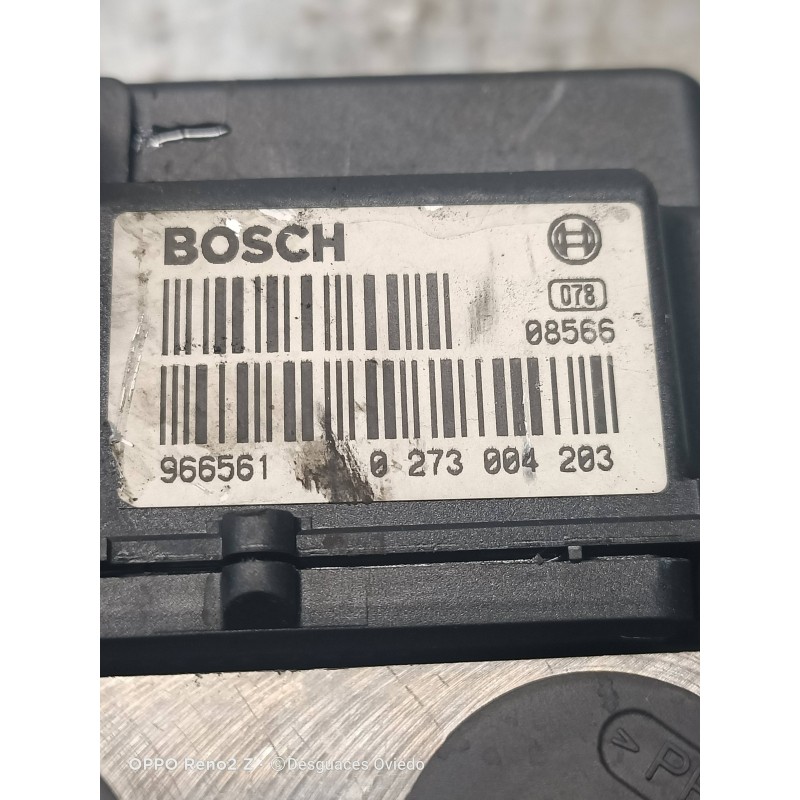 BOSCH
078
08566
966561 0 273 004 203
OPPO Reno2 Z ©Desguaces Oviedo